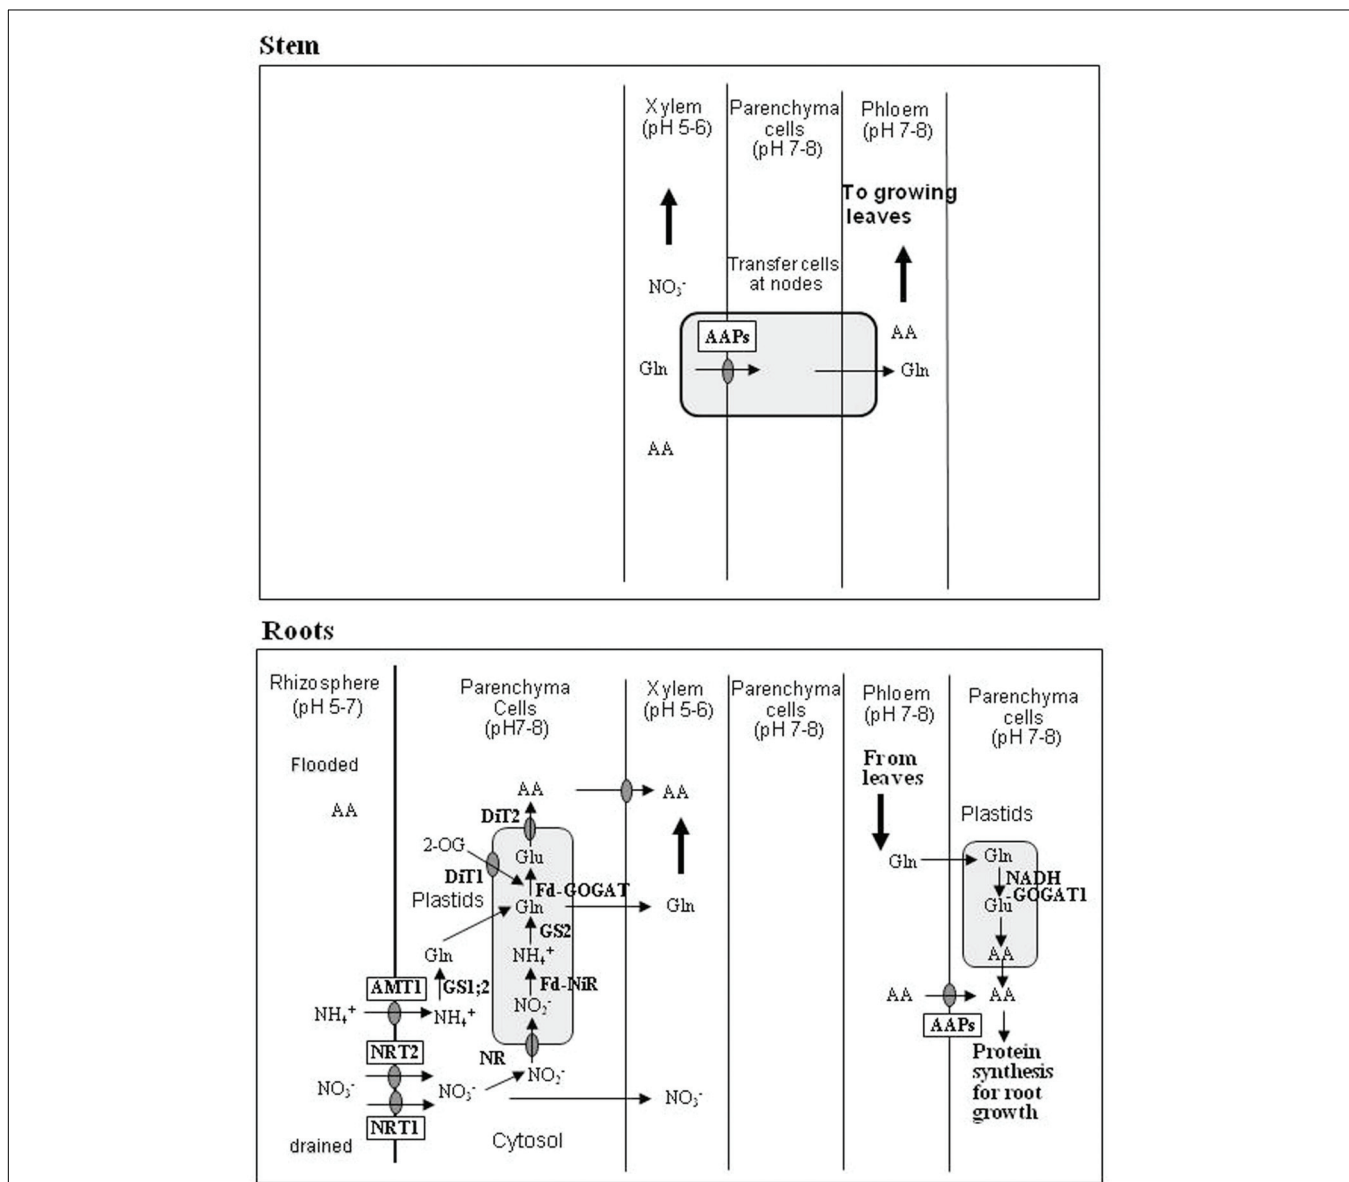 Stem
Xylem
(pH 5-6)
Parenchyma
cells
(pH 7-8)
Phloem
(pH 7-8)
To growing
leaves
Transfer cells
at nodes
NO₃⁻
AAPs
AA
Gln
Gln
AA
Roots
Rhizosphere
(pH 5-7)
Parenchyma
Cells
(pH7-8)
Xylem
(pH 5-6)
Parenchyma
cells
(pH 7-8)
Phloem
(pH 7-8)
Parenchyma
cells
(pH 7-8)
Flooded
AA
From
leaves
AA
AA
DiT2
2-OG
Glu
DiT1
Fd-GOGAT
Plastids
Gln
Gln
GS2
Gln
NH₄⁺
AMT1
GS1;2
Fd-NiR
NH₄⁺
NH₄⁺
NO₂⁻
NRT2
NR
NO₂⁻
NO₃⁻
NO₃⁻
NO₃⁻
NRT1
drained
Cytosol
Plastids
Gln
Gln
NADH
-GOGAT1
Glu
AA
AA
AA
AAPs
Protein
synthesis
for root
growth